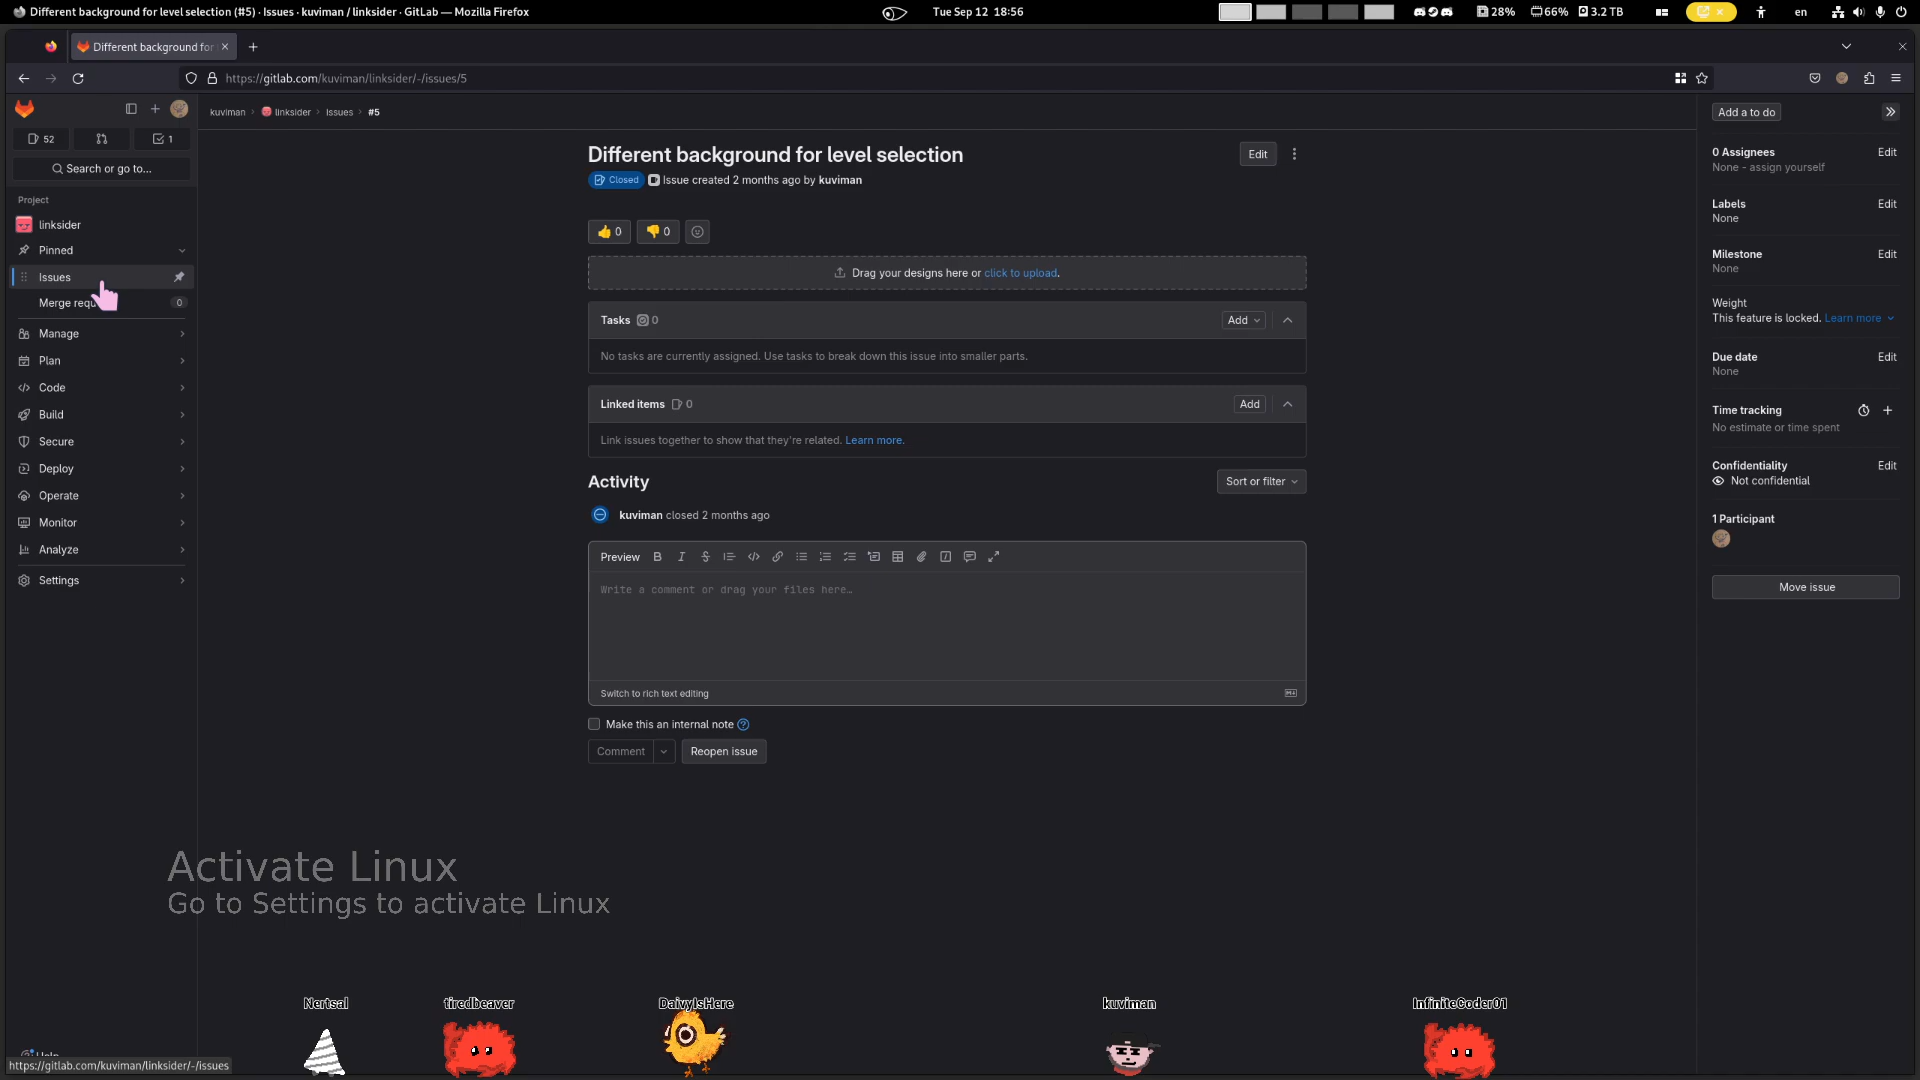 Different background for level selection (#5) · Issues · kuviman / linksider · GitLab — Mozilla Firefox
Tue Sep 12 18:56
28% 66% 3.2 TB
en
Different background for
https://gitlab.com/kuviman/linksider/-/issues/5
52
1
Search or go to...
Project
linksider
Pinned
Issues
Merge requ
0
Manage
Plan
Code
Build
Secure
Deploy
Operate
Monitor
Analyze
Settings
Help
https://gitlab.com/kuviman/linksider/-/issues
kuviman › linksider › Issues › #5
Different background for level selection
Edit
Closed Issue created 2 months ago by kuviman
👍 0 👎 0
Drag your designs here or click to upload.
Tasks 0
Add
No tasks are currently assigned. Use tasks to break down this issue into smaller parts.
Linked items 0
Add
Link issues together to show that they're related. Learn more.
Activity
Sort or filter
kuviman closed 2 months ago
Preview
Write a comment or drag your files here…
Switch to rich text editing
Make this an internal note
Comment
Reopen issue
Add a to do
0 Assignees
Edit
None - assign yourself
Labels
Edit
None
Milestone
Edit
None
Weight
This feature is locked. Learn more
Due date
Edit
None
Time tracking
No estimate or time spent
Confidentiality
Edit
Not confidential
1 Participant
Move issue
Activate Linux
Go to Settings to activate Linux
Nertsal
tiredbeaver
DaivyIsHere
kuviman
InfiniteCoder01